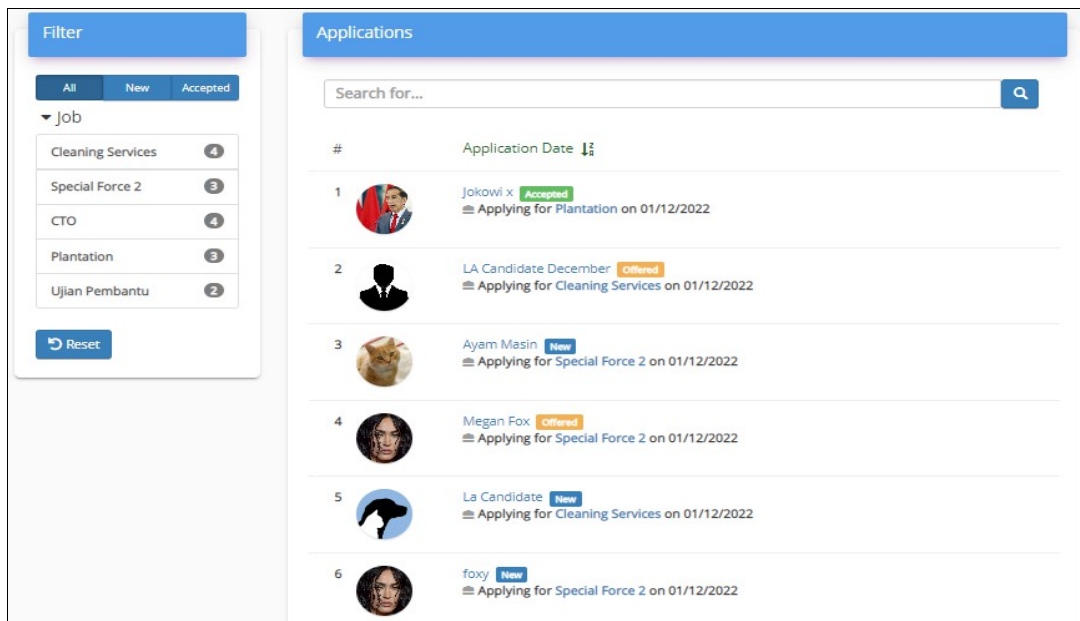 Filter
All New Accepted
Job
Cleaning Services 4
Special Force 2 3
CTO 4
Plantation 3
Ujian Pembantu 2
Reset
Applications
Search for...
# Application Date
1 Jokowi x Accepted
Applying for Plantation on 01/12/2022
2 LA Candidate December Offered
Applying for Cleaning Services on 01/12/2022
3 Ayam Masin New
Applying for Special Force 2 on 01/12/2022
4 Megan Fox Offered
Applying for Special Force 2 on 01/12/2022
5 La Candidate New
Applying for Cleaning Services on 01/12/2022
6 foxy New
Applying for Special Force 2 on 01/12/2022